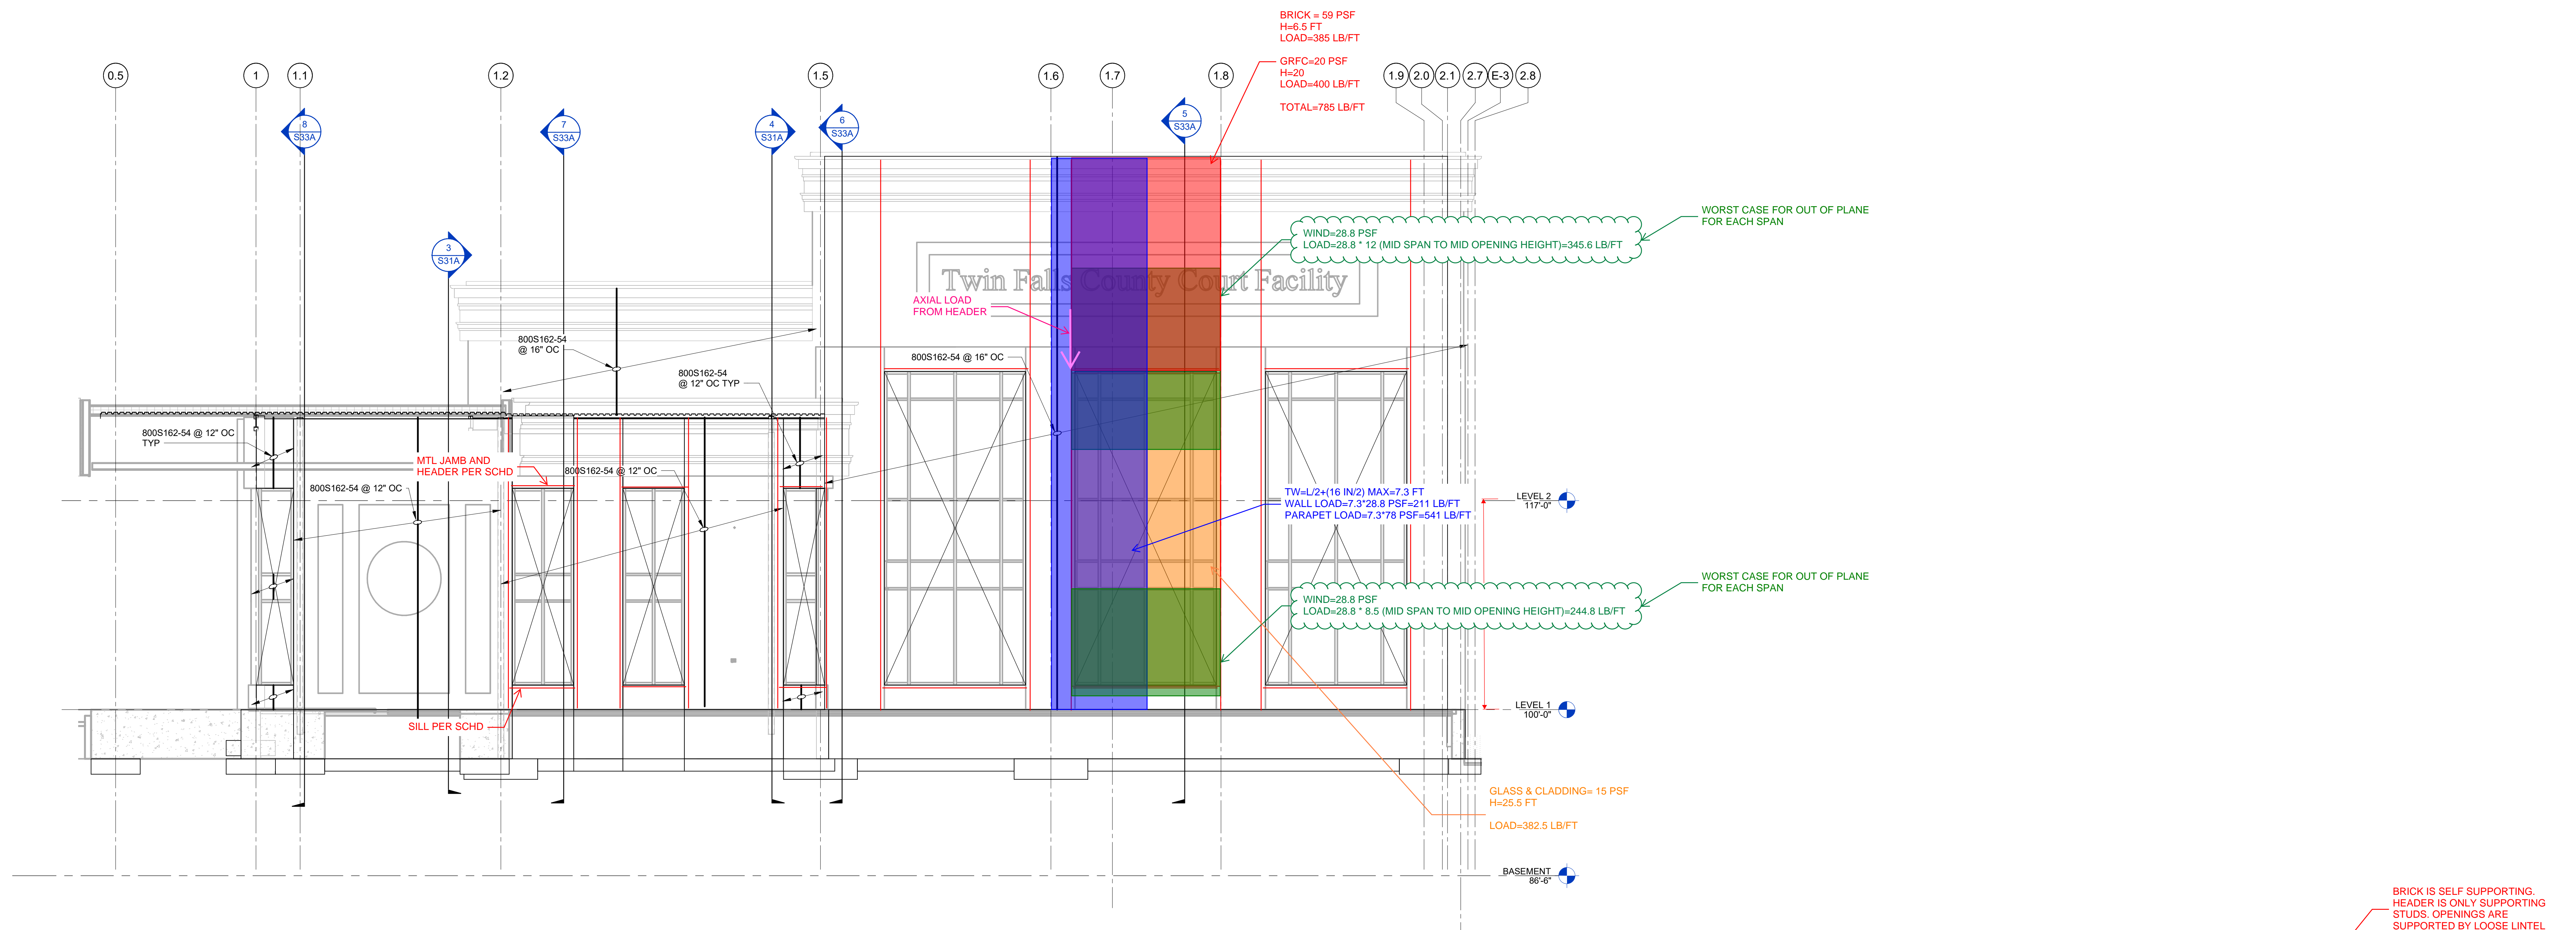 BRICK = 59 PSF
H=6.5 FT
LOAD=385 LB/FT
GRFC=20 PSF
H=20
LOAD=400 LB/FT
TOTAL=785 LB/FT
0.5
1
1.1
1.2
1.5
1.6
1.7
1.8
1.9
2.0
2.1
2.7
E-3
2.8
8
S33A
7
S33A
4
S31A
6
S33A
5
S33A
3
S31A
WORST CASE FOR OUT OF PLANE
FOR EACH SPAN
WIND=28.8 PSF
LOAD=28.8 * 12 (MID SPAN TO MID OPENING HEIGHT)=345.6 LB/FT
Twin Falls County Court Facility
AXIAL LOAD
FROM HEADER
800S162-54
@ 16" OC
800S162-54 @ 16" OC
800S162-54
@ 12" OC TYP
800S162-54 @ 12" OC
TYP
MTL JAMB AND
HEADER PER SCHD
800S162-54 @ 12" OC
800S162-54 @ 12" OC
TW=L/2+(16 IN/2) MAX=7.3 FT
WALL LOAD=7.3*28.8 PSF=211 LB/FT
PARAPET LOAD=7.3*78 PSF=541 LB/FT
LEVEL 2
117'-0"
WORST CASE FOR OUT OF PLANE
FOR EACH SPAN
WIND=28.8 PSF
LOAD=28.8 * 8.5 (MID SPAN TO MID OPENING HEIGHT)=244.8 LB/FT
SILL PER SCHD
LEVEL 1
100'-0"
GLASS & CLADDING= 15 PSF
H=25.5 FT
LOAD=382.5 LB/FT
BASEMENT
86'-6"
BRICK IS SELF SUPPORTING.
HEADER IS ONLY SUPPORTING
STUDS. OPENINGS ARE
SUPPORTED BY LOOSE LINTEL